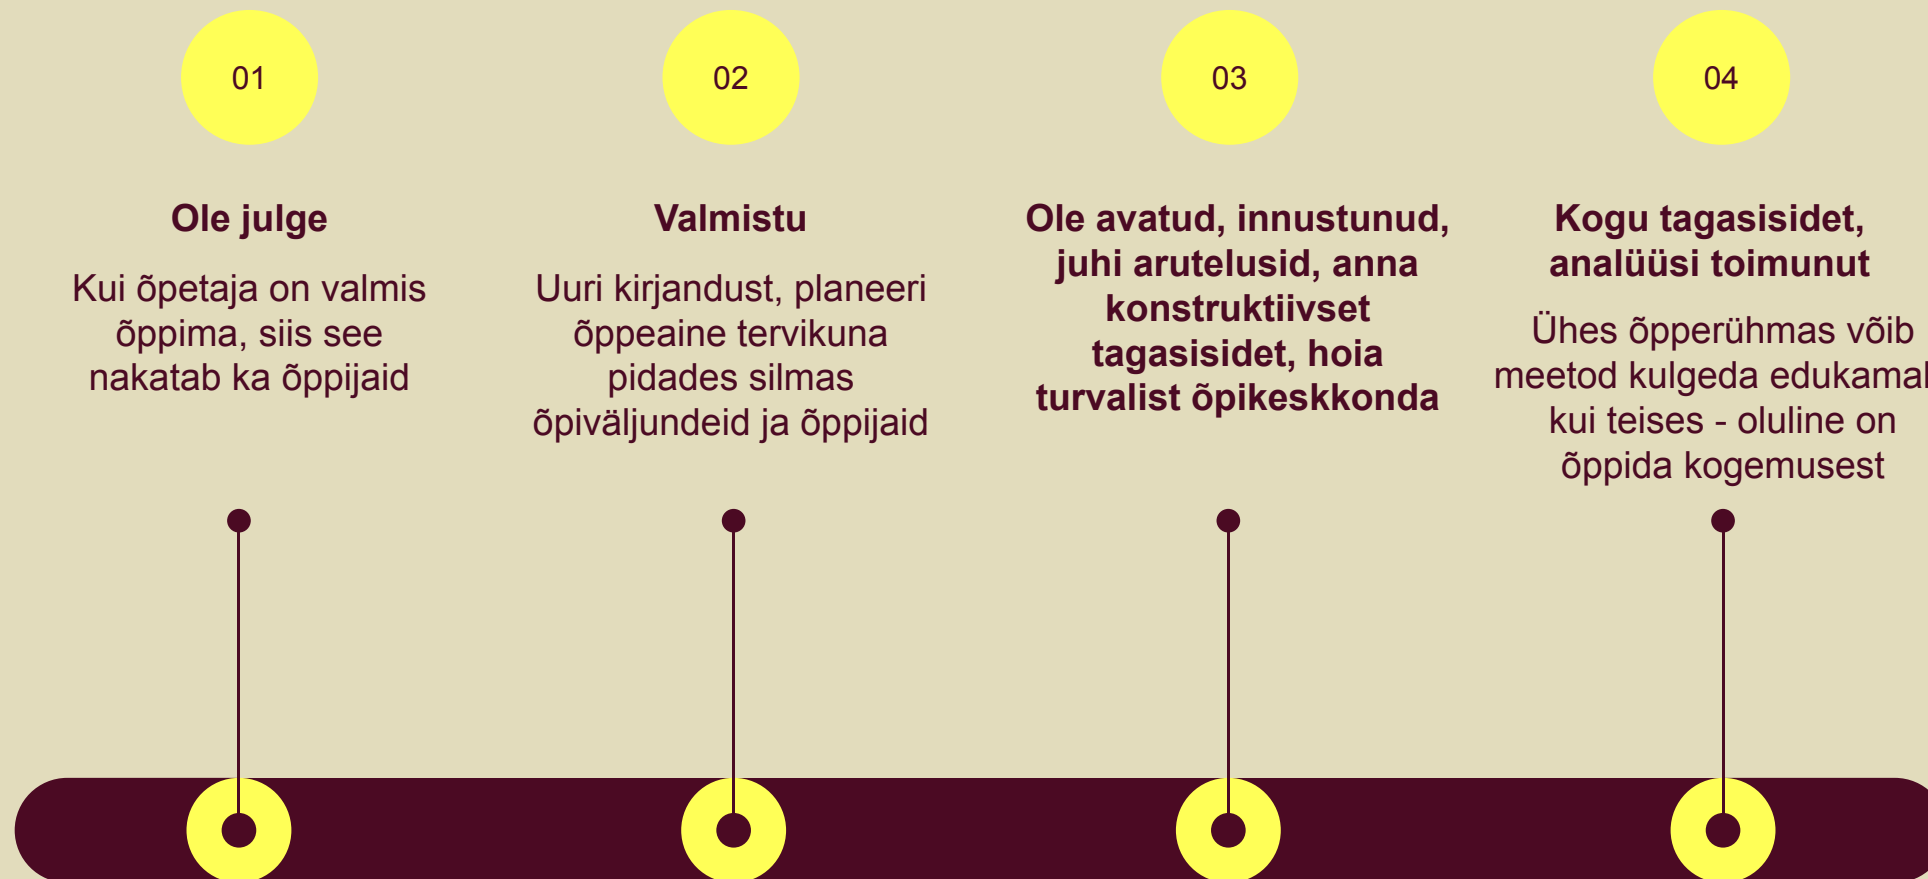 01
Ole julge
Kui õpetaja on valmis
õppima, siis see
nakatab ka õppijaid
02
Valmistu
Uuri kirjandust, planeeri
õppeaine tervikuna
pidades silmas
õpiväljundeid ja õppijaid
03
Ole avatud, innustunud,
juhi arutelusid, anna
konstruktiivset
tagasisidet, hoia
turvalist õpikeskkonda
04
Kogu tagasisidet,
analüüsi toimunut
Ühes õpperühmas võib
meetod kulgeda edukamal
kui teises - oluline on
õppida kogemusest